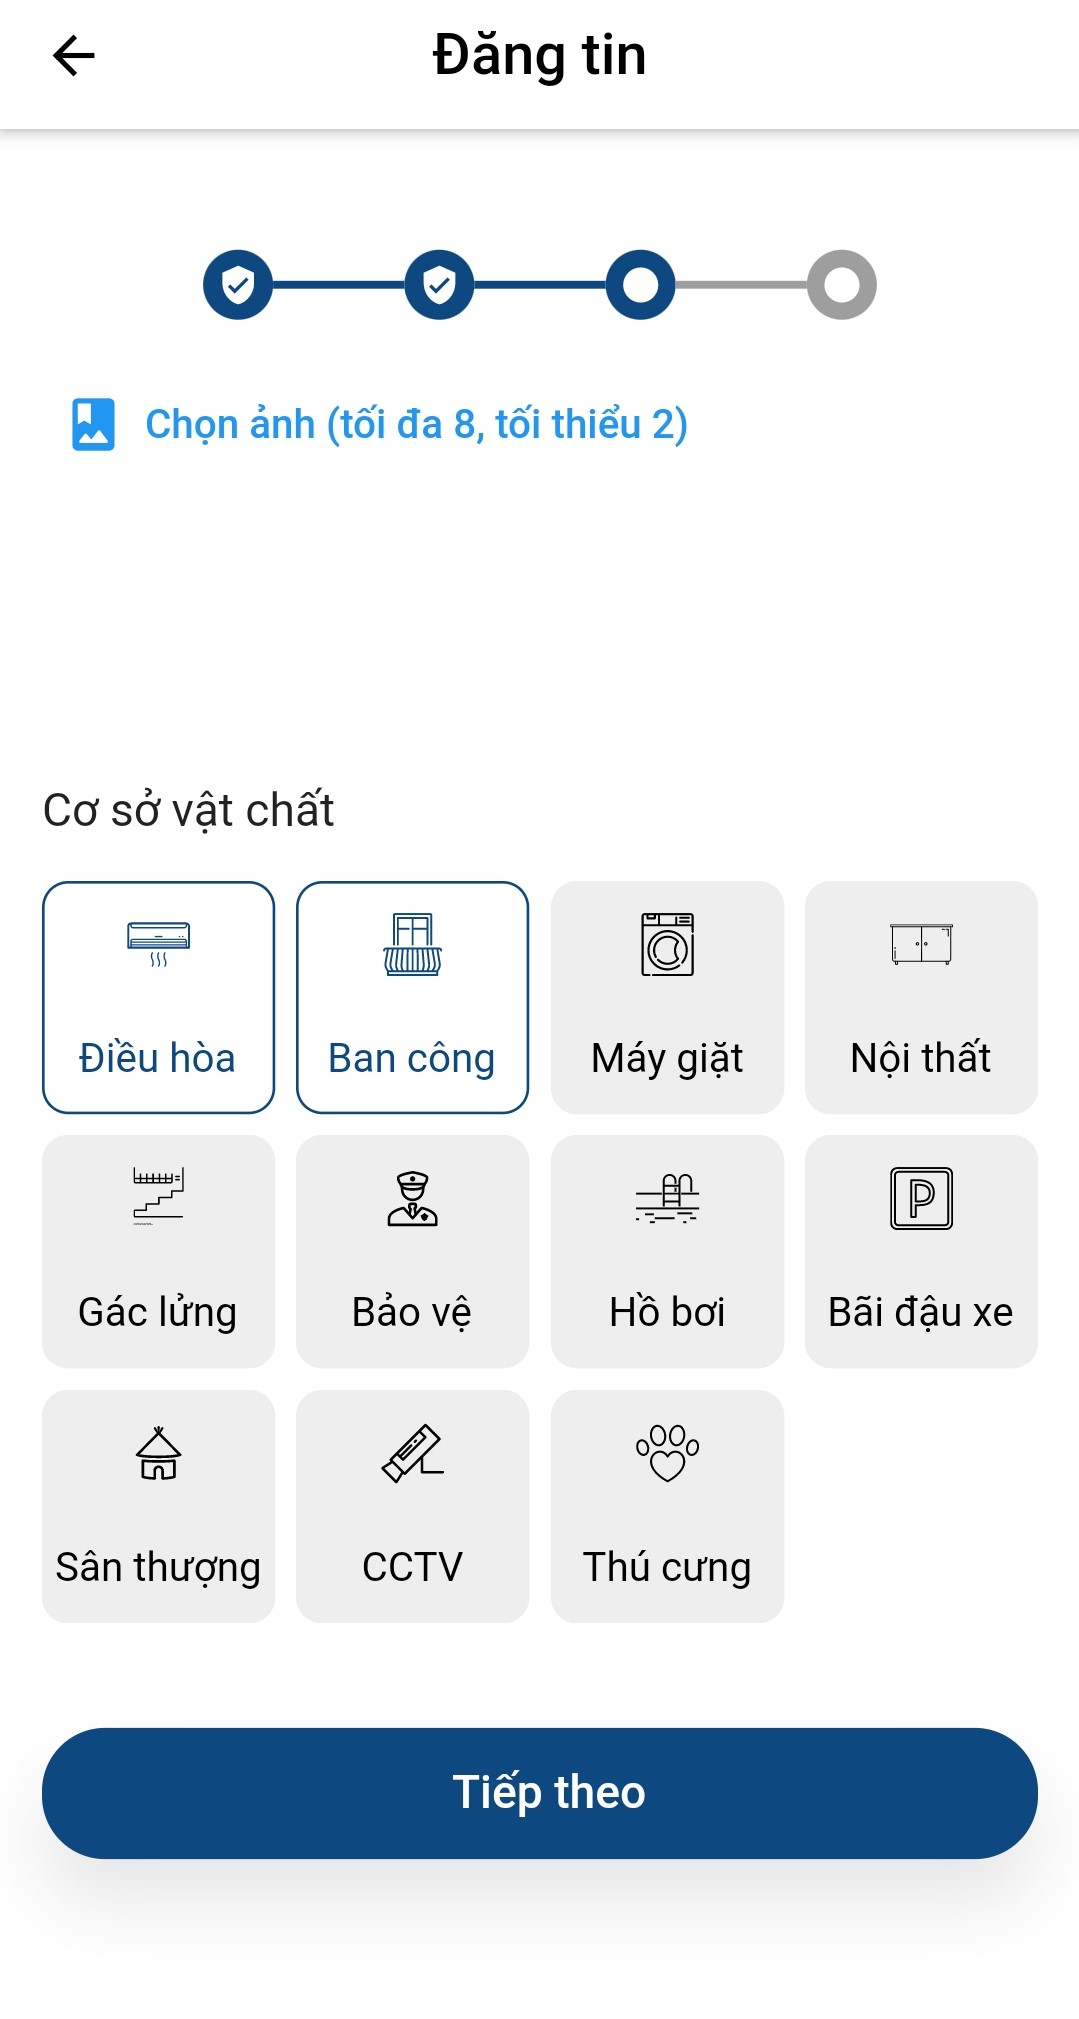 Đăng tin
Chọn ảnh (tối đa 8, tối thiểu 2)
Cơ sở vật chất
Điều hòa
Ban công
Máy giặt
Nội thất
Gác lửng
Bảo vệ
Hồ bơi
P
Bãi đậu xe
Sân thượng
CCTV
Thú cưng
Tiếp theo